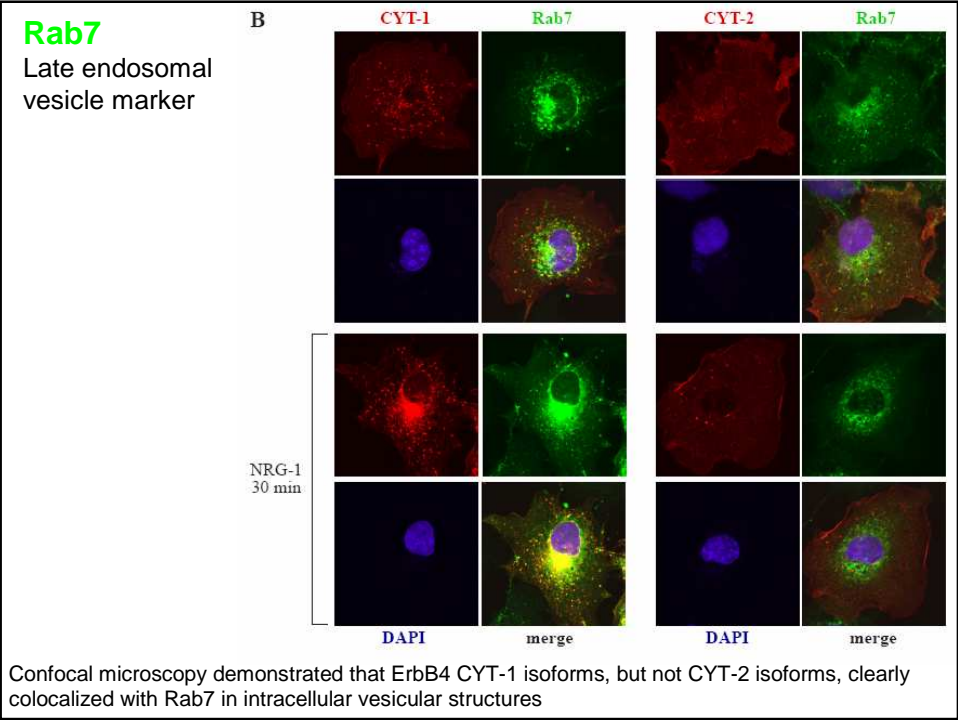 Rab7
Late endosomal
vesicle marker
B
CYT-1 Rab7 CYT-2 Rab7
NRG-1
30 min
DAPI merge DAPI merge
Confocal microscopy demonstrated that ErbB4 CYT-1 isoforms, but not CYT-2 isoforms, clearly
colocalized with Rab7 in intracellular vesicular structures